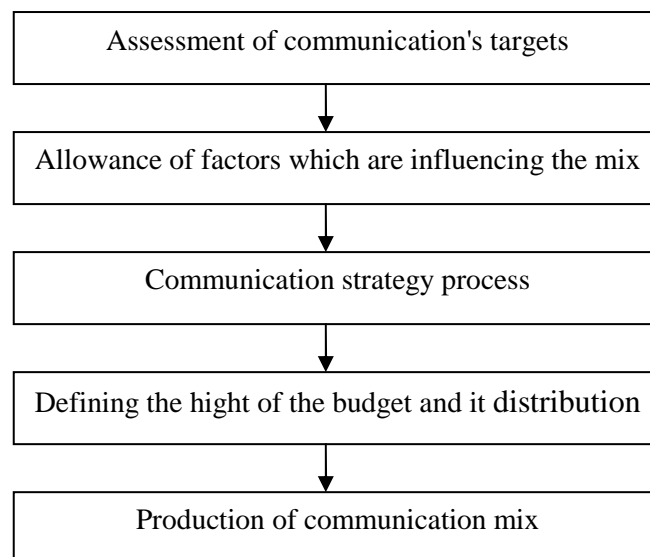 Assessment of communication's targets
Allowance of factors which are influencing the mix
Communication strategy process
Defining the hight of the budget and it distribution
Production of communication mix